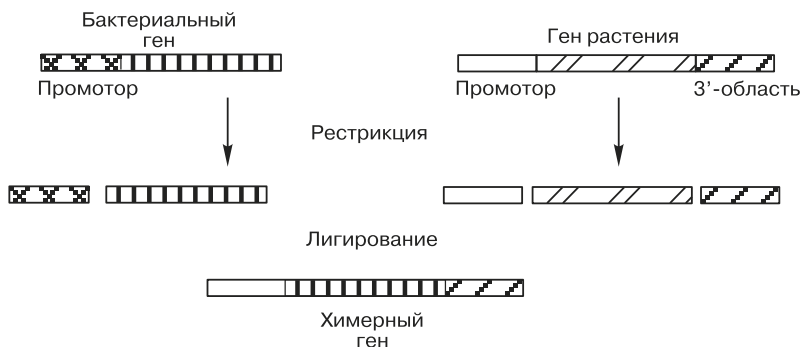 Бактериальный
ген
Ген растения
Промотор
Промотор
3’-область
Рестрикция
Лигирование
Химерный
ген